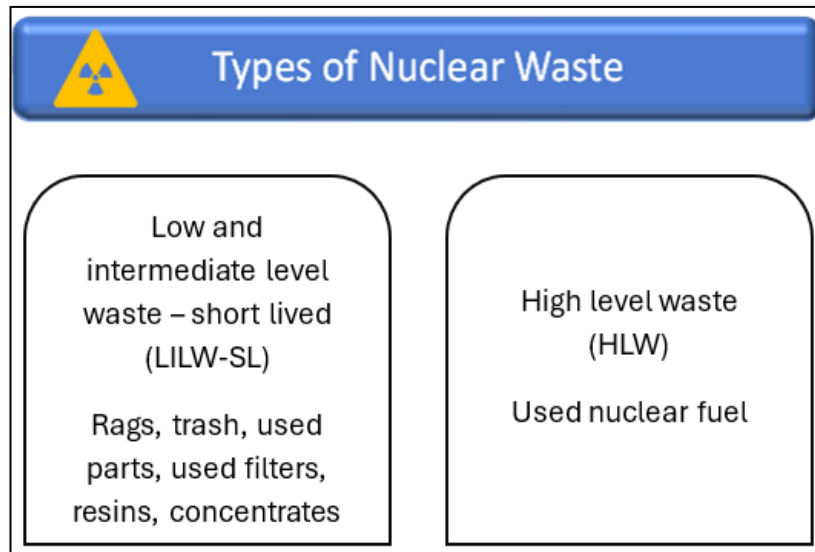 Types of Nuclear Waste
Low and
intermediate level
waste – short lived
(LILW-SL)
Rags, trash, used
parts, used filters,
resins, concentrates
High level waste
(HLW)
Used nuclear fuel